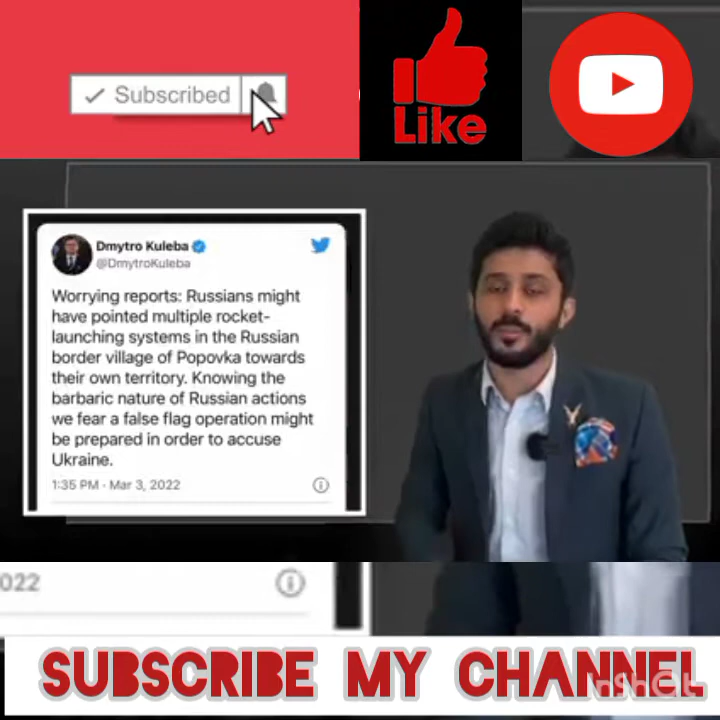 Subscribed
Like
Dmytro Kuleba
@DmytroKuleba
Worrying reports: Russians might
have pointed multiple rocket-
launching systems in the Russian
border village of Popovka towards
their own territory. Knowing the
barbaric nature of Russian actions
we fear a false flag operation might
be prepared in order to accuse
Ukraine.
1:35 PM - Mar 3, 2022
022
SUBSCRIBE MY CHANNEL
InShOt